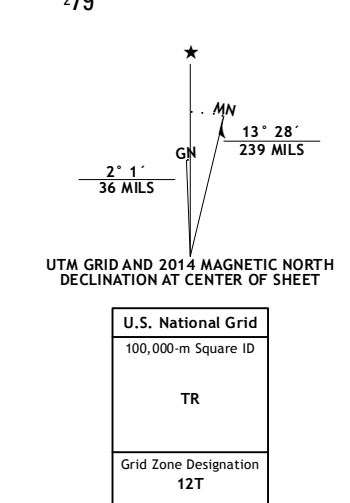 ²79
★
MN
13° 28´
239 MILS
GN
2° 1´
36 MILS
UTM GRID AND 2014 MAGNETIC NORTH
DECLINATION AT CENTER OF SHEET
U.S. National Grid
100,000-m Square ID
TR
Grid Zone Designation
12T